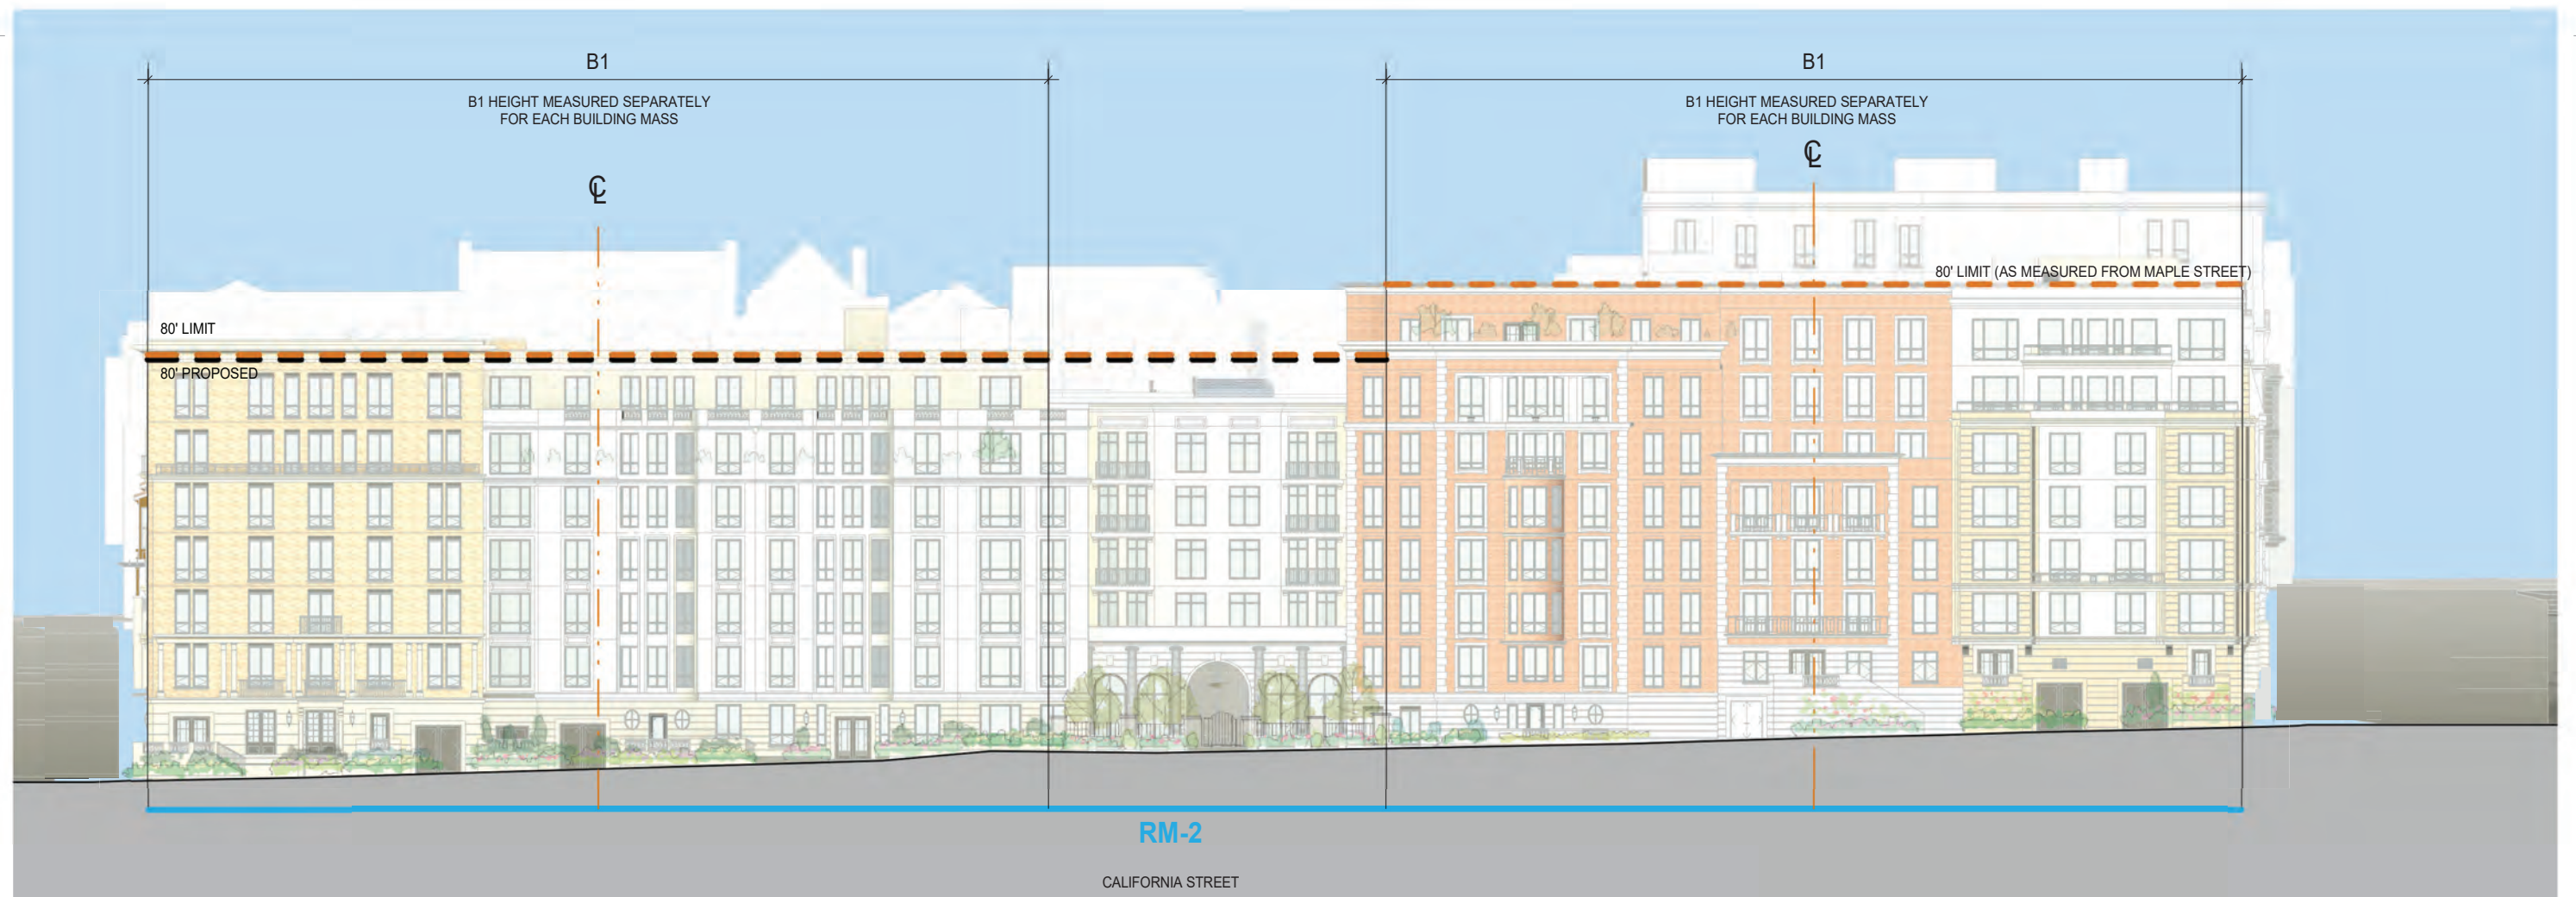 B1
B1 HEIGHT MEASURED SEPARATELY
FOR EACH BUILDING MASS
℄
B1
B1 HEIGHT MEASURED SEPARATELY
FOR EACH BUILDING MASS
℄
80' LIMIT (AS MEASURED FROM MAPLE STREET)
80' LIMIT
80' PROPOSED
RM-2
CALIFORNIA STREET